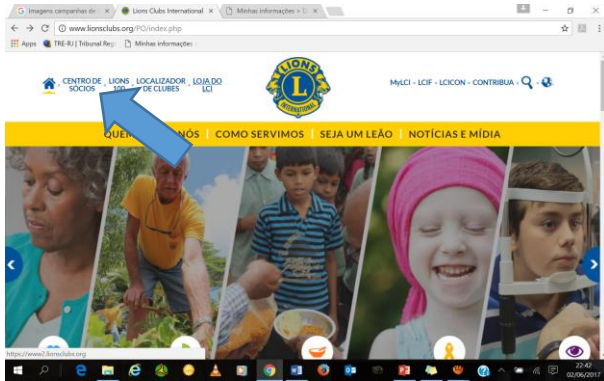 Imagens campanhas de
Lions Clubs International
Minhas informações > D
www.lionsclubs.org/PO/index.php
Apps
TRE-RJ | Tribunal Reg
Minhas informações
CENTRO DE SÓCIOS
LIONS 100
LOCALIZADOR DE CLUBES
LOJA DO LCI
LIONS
L
INTERNATIONAL
MyLCI - LCIF - LCICON - CONTRIBUA -
NÓS | COMO SERVIMOS | SEJA UM LEÃO | NOTÍCIAS E MÍDIA
https://www2.lionsclubs.org
22:42
02/06/2017